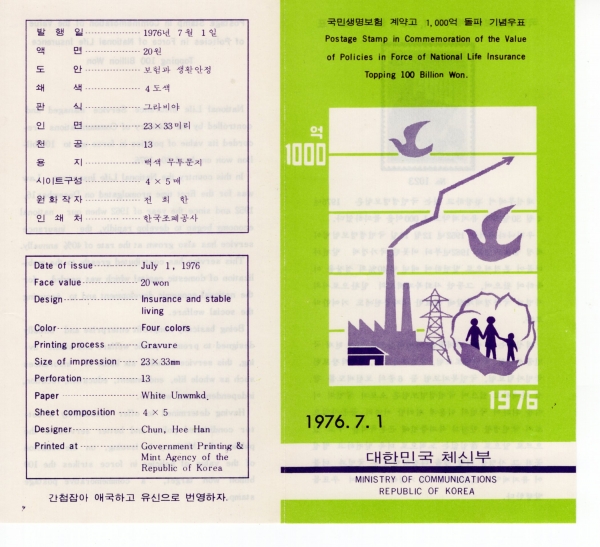 발 행 일 1976년 7월 1일
액 면 20원
도 안 보험과 생활안정
쇄 색 4도색
판 식 그라비아
인 면 23×33미리
천 공 13
용 지 백색 무투문지
시이트구성 4×5매
원화작자 전 희 한
인 쇄 처 한국조폐공사
Date of issue July 1, 1976
Face value 20 won
Design Insurance and stable
living
Color Four colors
Printing process Gravure
Size of impression 23×33mm
Perforation 13
Paper White Unwmkd.
Sheet composition 4×5
Designer Chun, Hee Han
Printed at Government Printing &
Mint Agency of the
Republic of Korea
간첩잡아 애국하고 유신으로 번영하자.
국민생명보험 계약고 1,000억 돌파 기념우표
Postage Stamp in Commemoration of the Value
of Policies in Force of National Life Insurance
Topping 100 Billion Won.
억
1000
1976
1976.7.1
대한민국 체신부
MINISTRY OF COMMUNICATIONS
REPUBLIC OF KOREA